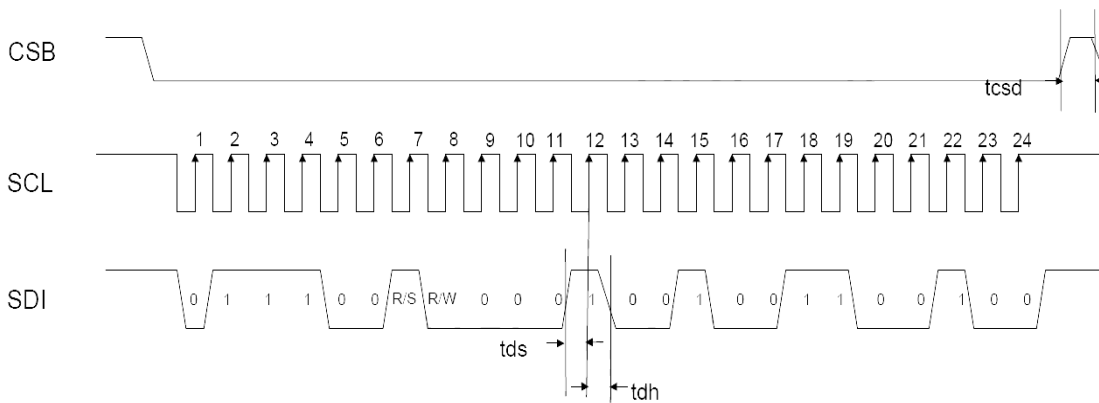 CSB
tcsd
1 2 3 4 5 6 7 8 9 10 11 12 13 14 15 16 17 18 19 20 21 22 23 24
SCL
SDI
0 1 1 1 0 0 R/S R/W 0 0 0 1 0 0 1 0 0 1 1 0 0 1 0 0
tds
tdh